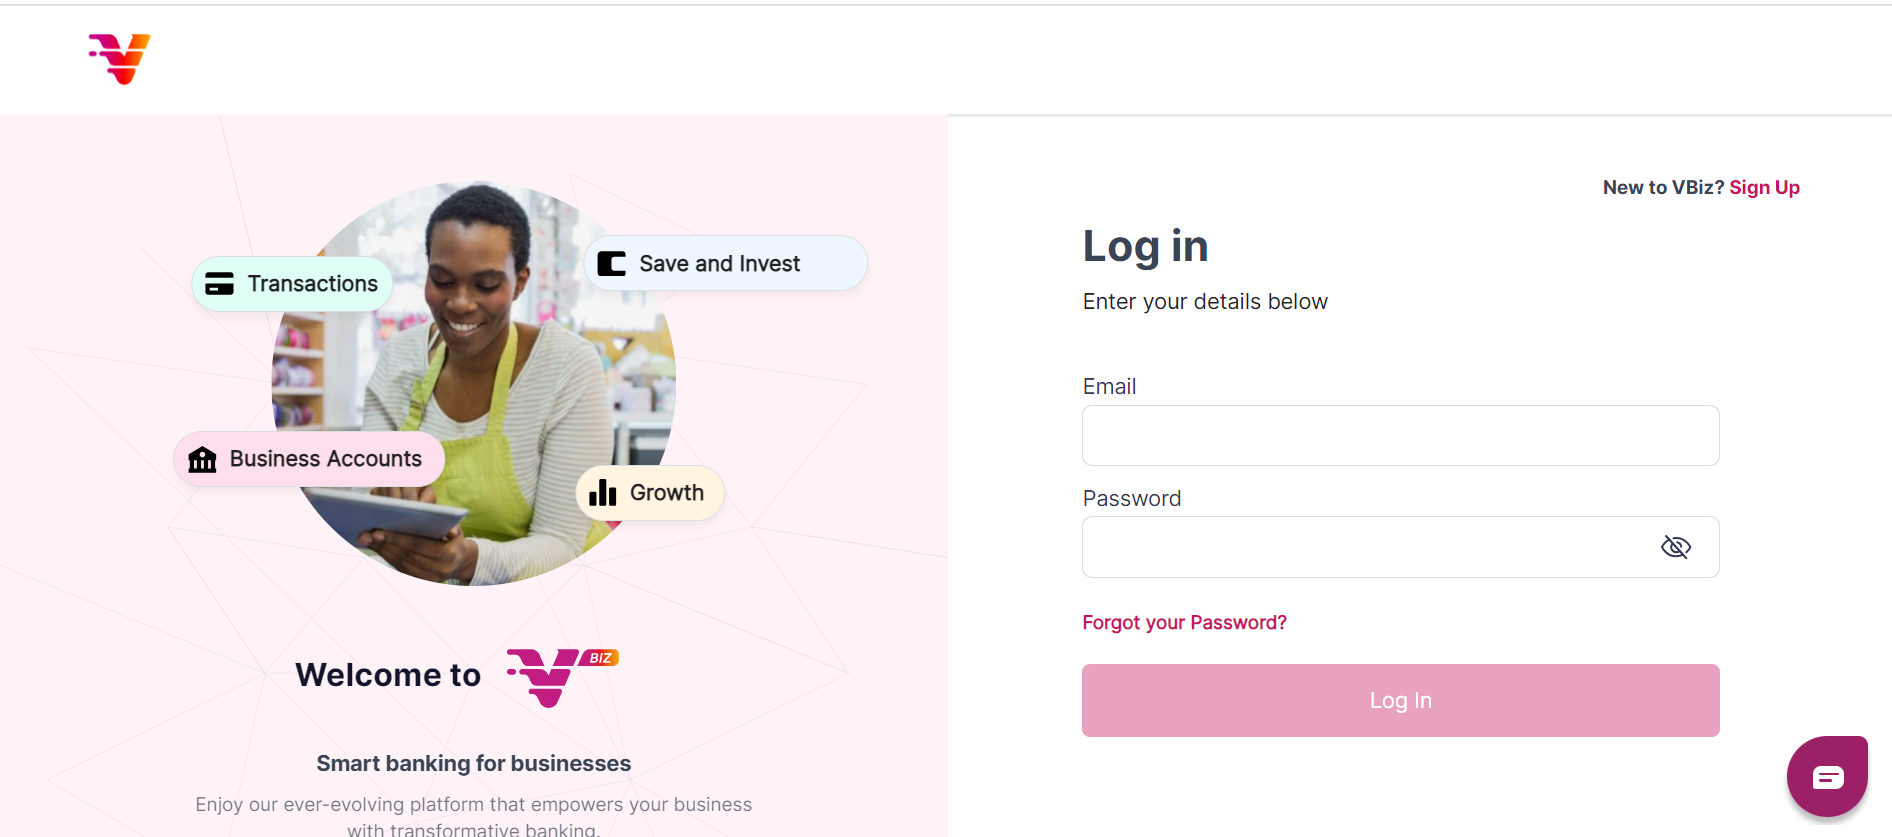 New to VBiz? Sign Up
Transactions
Save and Invest
Business Accounts
Growth
Welcome to V BIZ
Smart banking for businesses
Enjoy our ever-evolving platform that empowers your business
with transformative banking.
Log in
Enter your details below
Email
Password
Forgot your Password?
Log In